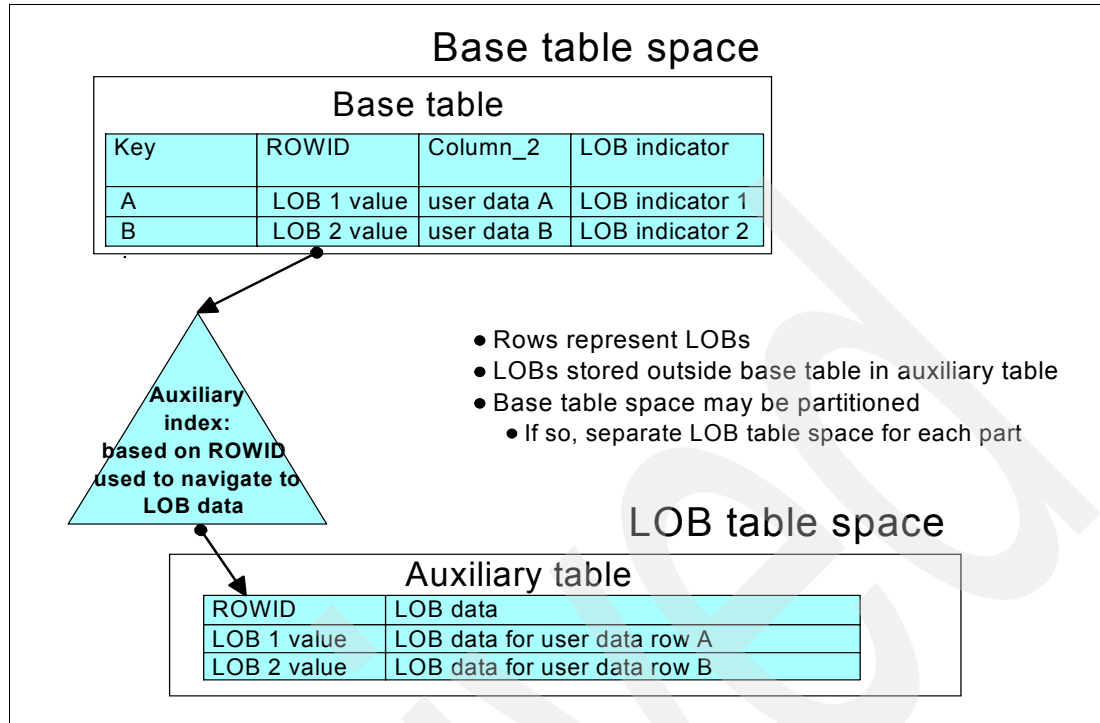 Base table space
Base table
Key ROWID Column_2 LOB indicator
A LOB 1 value user data A LOB indicator 1
B LOB 2 value user data B LOB indicator 2
Auxiliary
index:
based on ROWID
used to navigate to
LOB data
● Rows represent LOBs
● LOBs stored outside base table in auxiliary table
● Base table space may be partitioned
● If so, separate LOB table space for each part
LOB table space
Auxiliary table
ROWID LOB data
LOB 1 value LOB data for user data row A
LOB 2 value LOB data for user data row B